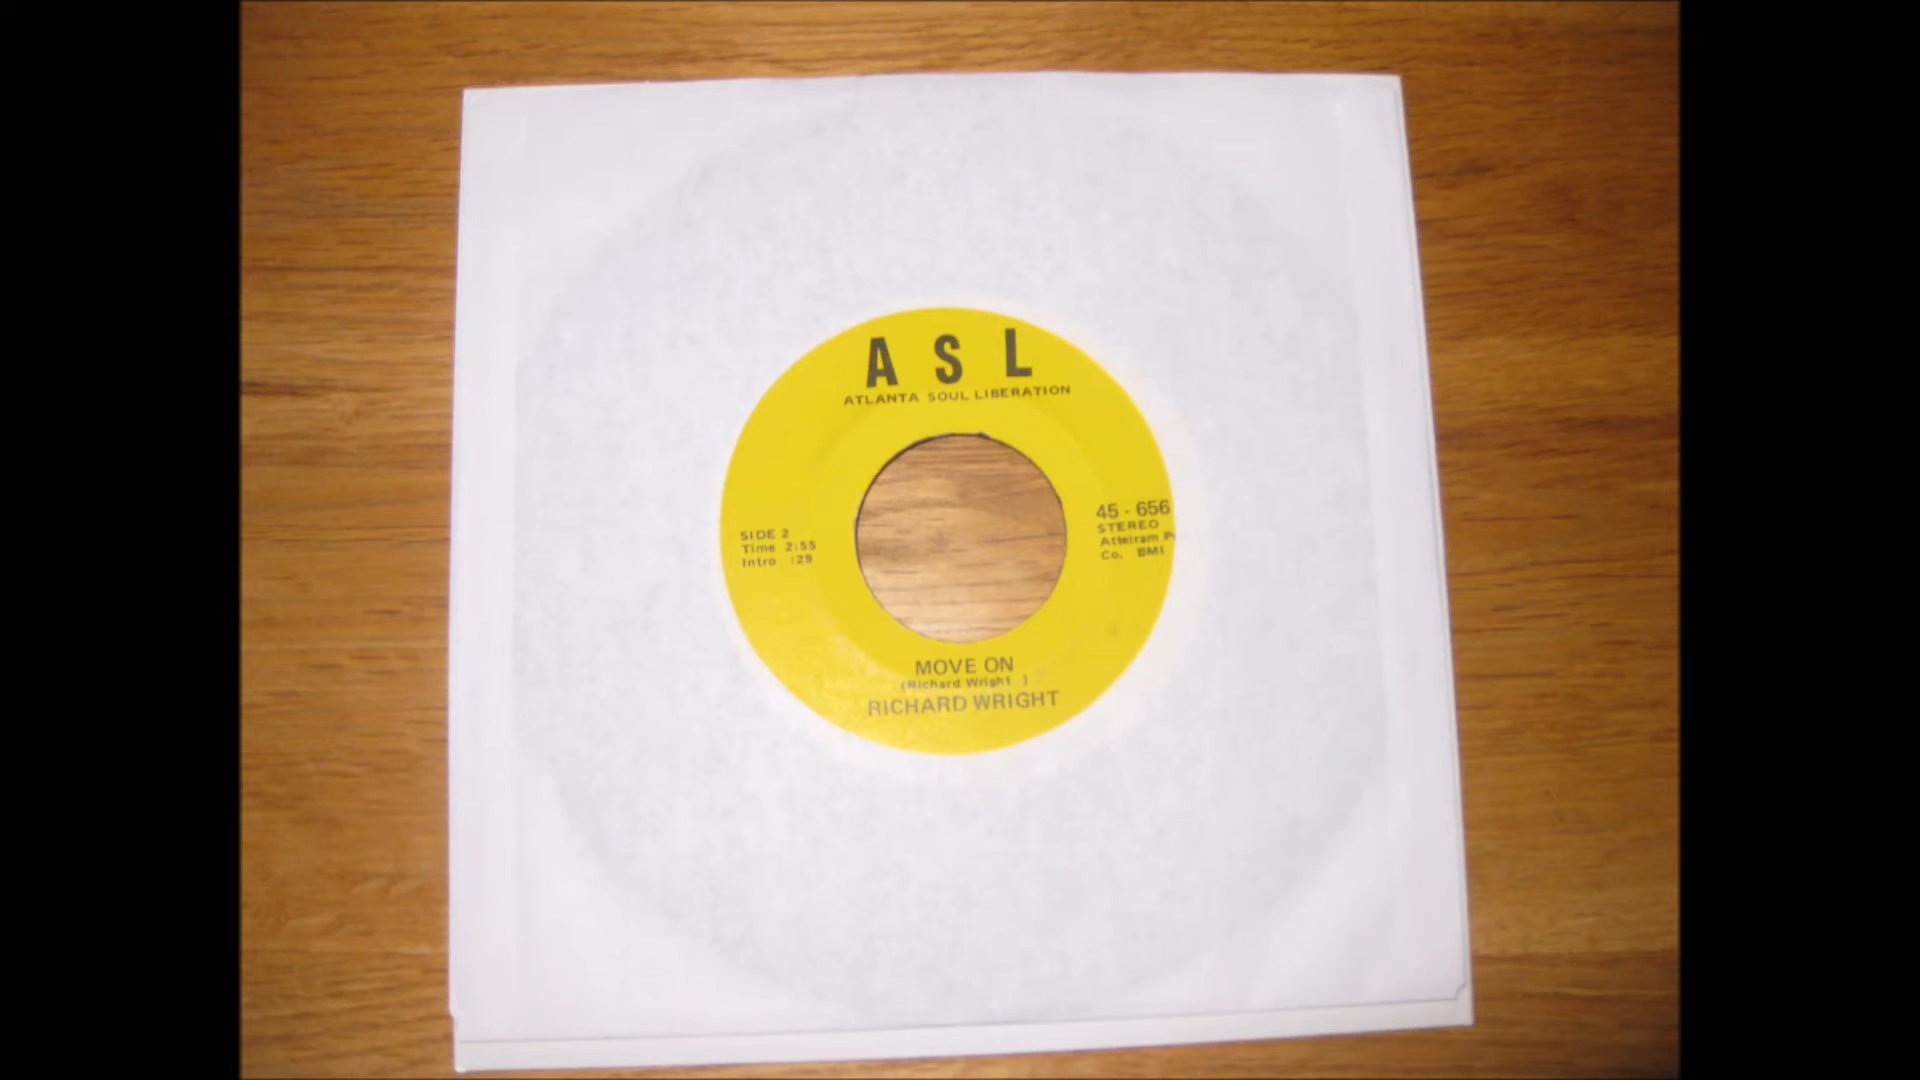 A S L
ATLANTA SOUL LIBERATION
SIDE 2
Time 2:55
Intro :29
45 - 656
STEREO
Attelram
Co. BMI
MOVE ON
(Richard Wright )
RICHARD WRIGHT